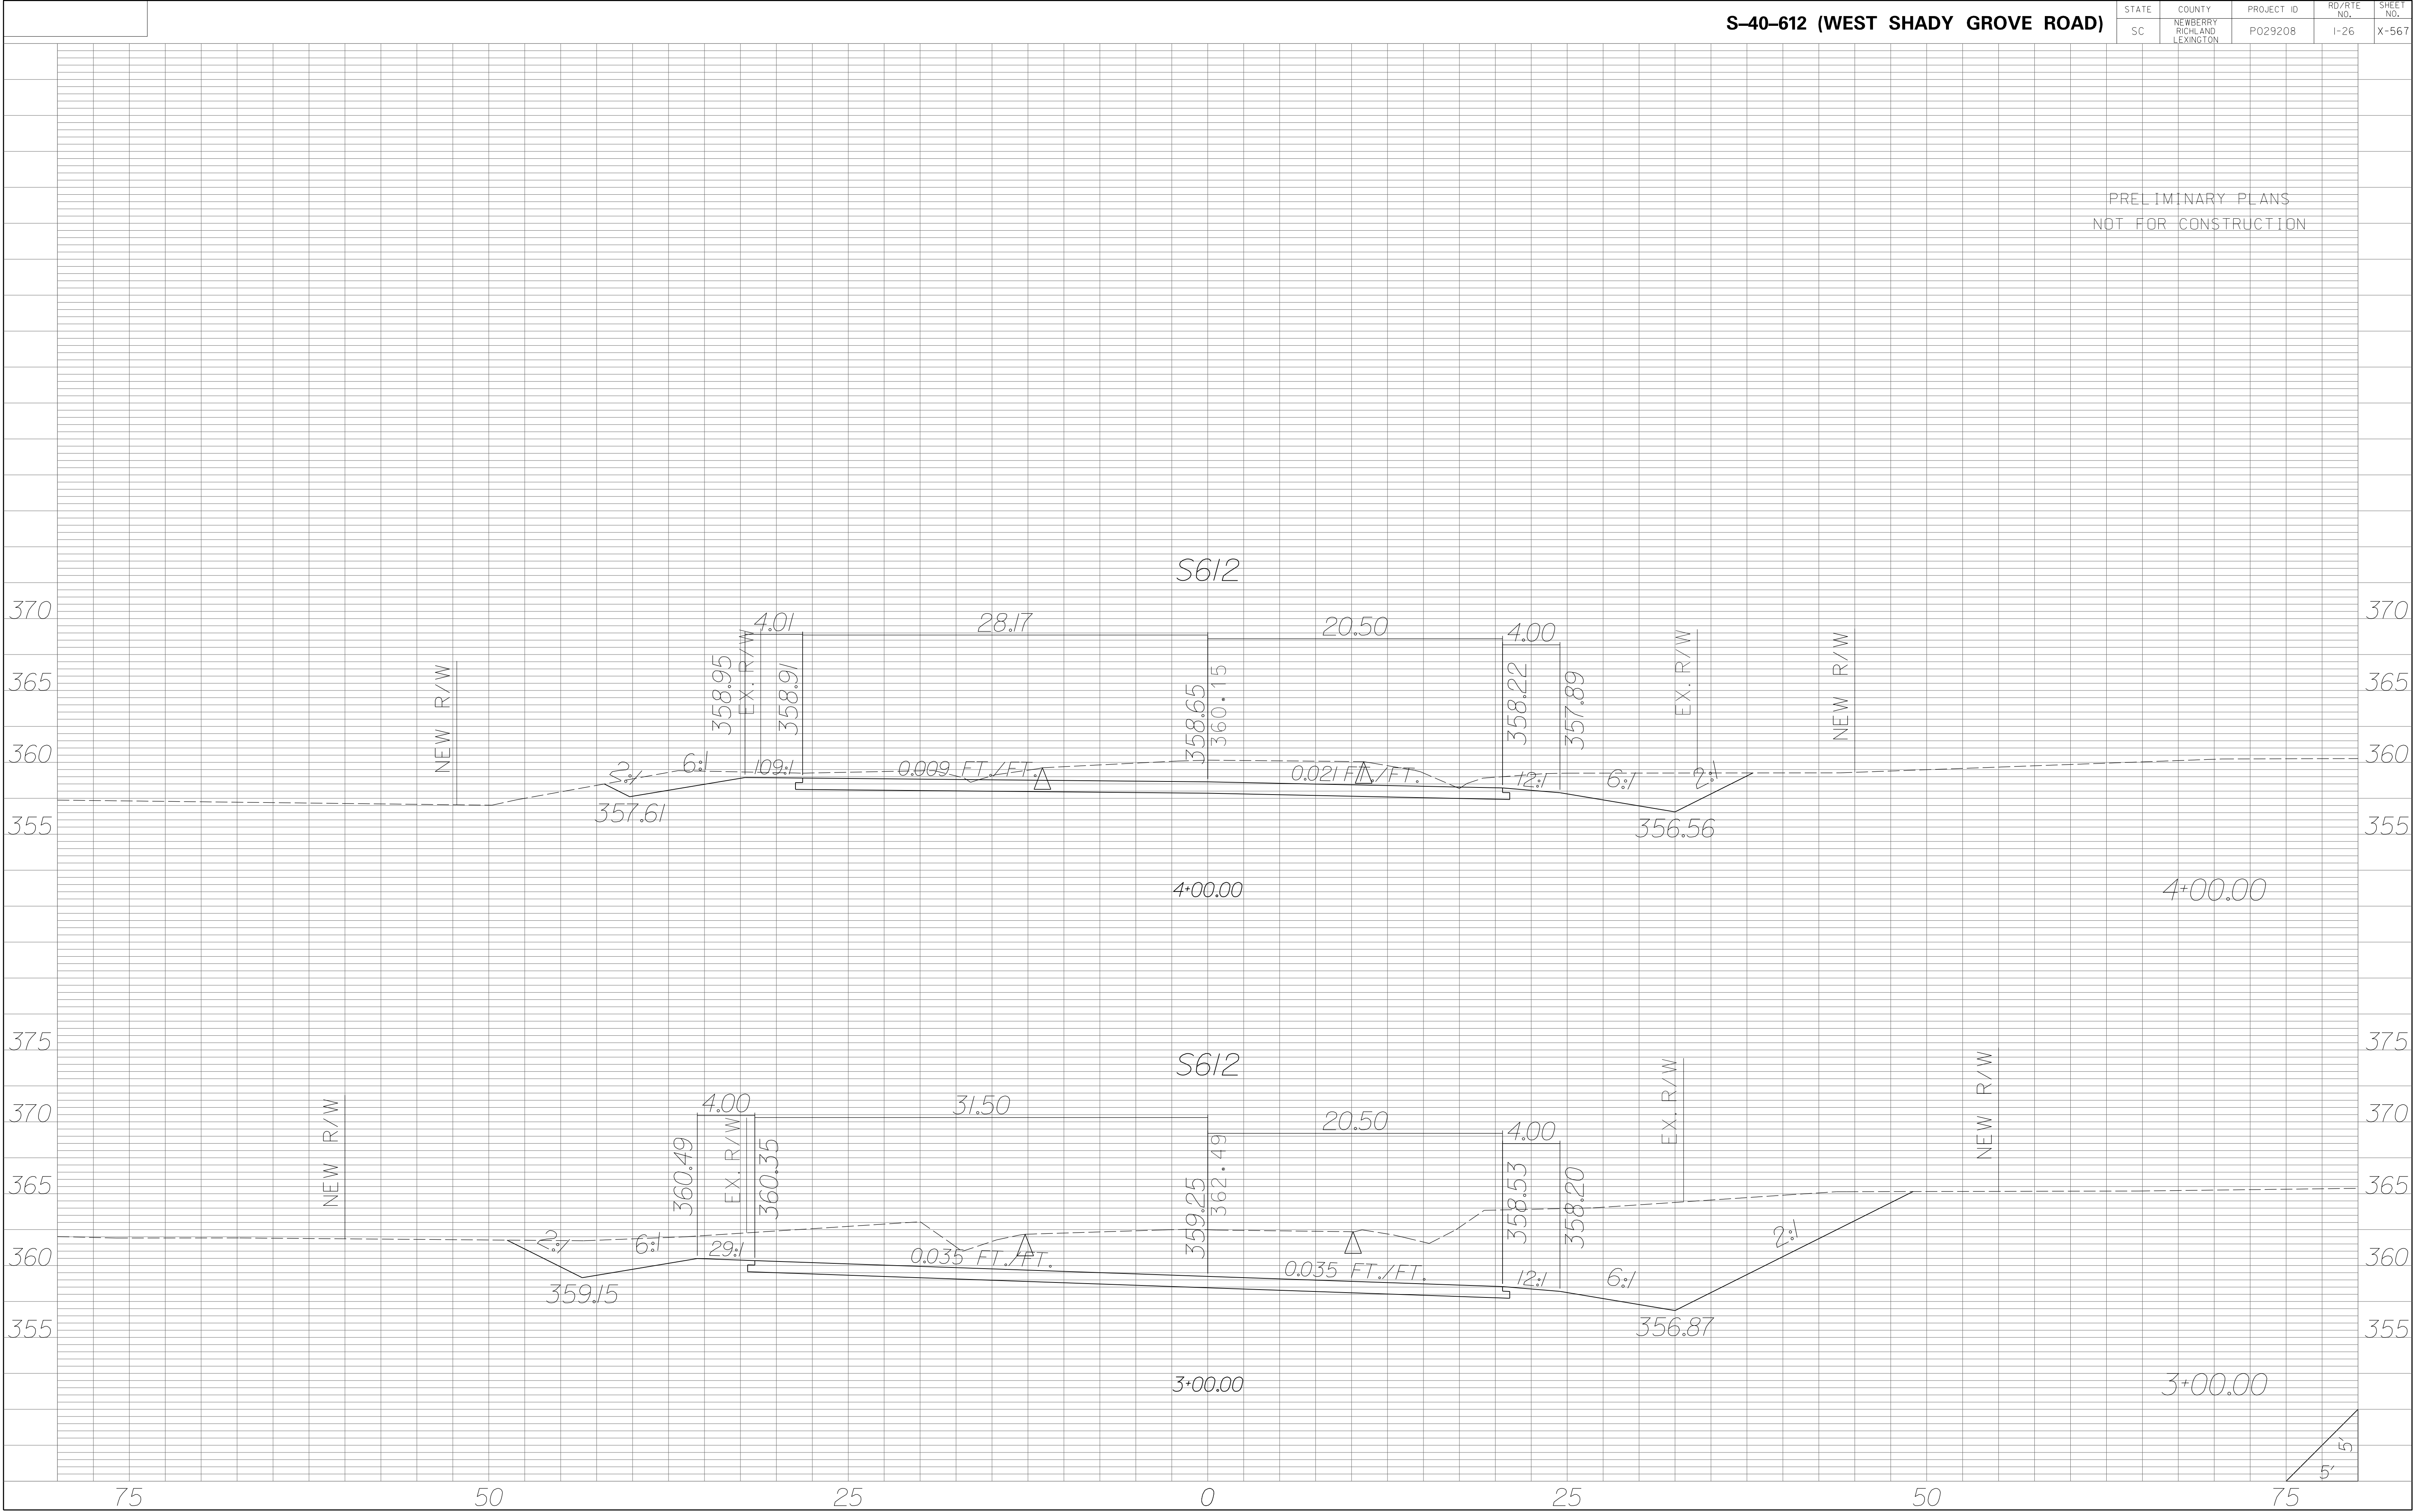 S-40-612 (WEST SHADY GROVE ROAD)
STATE COUNTY PROJECT ID RD/RTE NO. SHEET NO.
SC NEWBERRY RICHLAND LEXINGTON P029208 I-26 X-567
PRELIMINARY PLANS
NOT FOR CONSTRUCTION
S612
370 4.01 28.17 20.50 4.00 370
365 NEW R/W 358.95 EX. R/W 358.91 358.65 360.15 358.22 357.89 EX. R/W NEW R/W 365
360 2:1 6:1 109:1 0.009 FT./FT. 0.021 FT./FT. 12:1 6:1 2:1 360
355 357.61 356.56 355
4+00.00 4+00.00
375 375
S612
370 4.00 31.50 20.50 4.00 370
365 NEW R/W 360.49 EX. R/W 360.35 359.25 362.49 358.53 358.20 EX. R/W NEW R/W 365
360 2:1 6:1 29:1 0.035 FT./FT. 0.035 FT./FT. 12:1 6:1 2:1 360
359.15
355 356.87 355
3+00.00 3+00.00
5'
5'
75 50 25 0 25 50 75